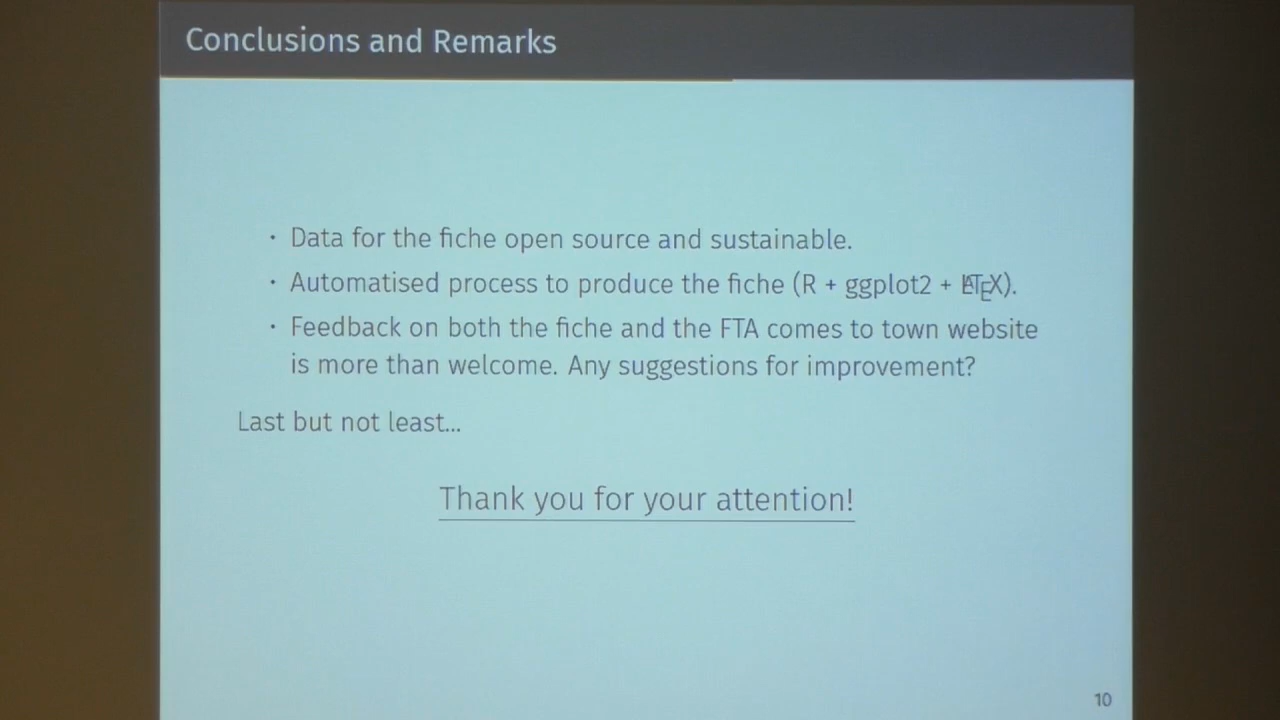 Conclusions and Remarks
· Data for the fiche open source and sustainable.
· Automatised process to produce the fiche (R + ggplot2 + LATEX).
· Feedback on both the fiche and the FTA comes to town website
is more than welcome. Any suggestions for improvement?
Last but not least...
Thank you for your attention!
10